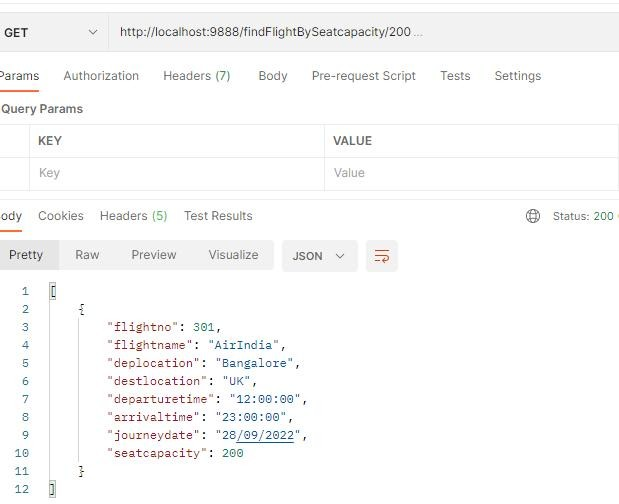 GET http://localhost:9888/findFlightBySeatcapacity/200 ...
Params Authorization Headers (7) Body Pre-request Script Tests Settings
Query Params
KEY VALUE
Key Value
Body Cookies Headers (5) Test Results Status: 200
Pretty Raw Preview Visualize JSON
1 [
2 {
3 "flightno": 301,
4 "flightname": "AirIndia",
5 "deplocation": "Bangalore",
6 "destlocation": "UK",
7 "departuretime": "12:00:00",
8 "arrivaltime": "23:00:00",
9 "journeydate": "28/09/2022",
10 "seatcapacity": 200
11 }
12 ]